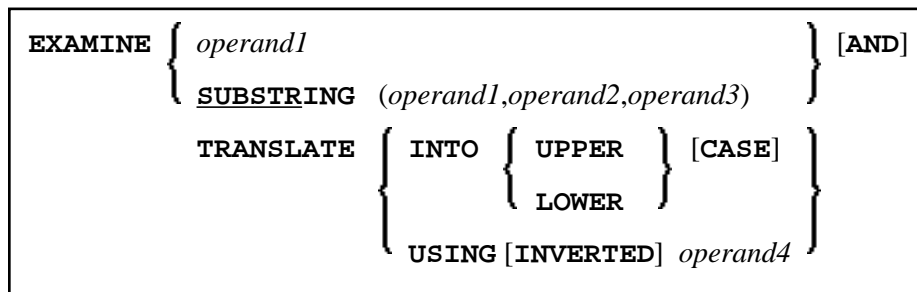 EXAMINE operand1 [AND]
SUBSTRING (operand1,operand2,operand3)
TRANSLATE INTO UPPER [CASE]
LOWER
USING [INVERTED] operand4